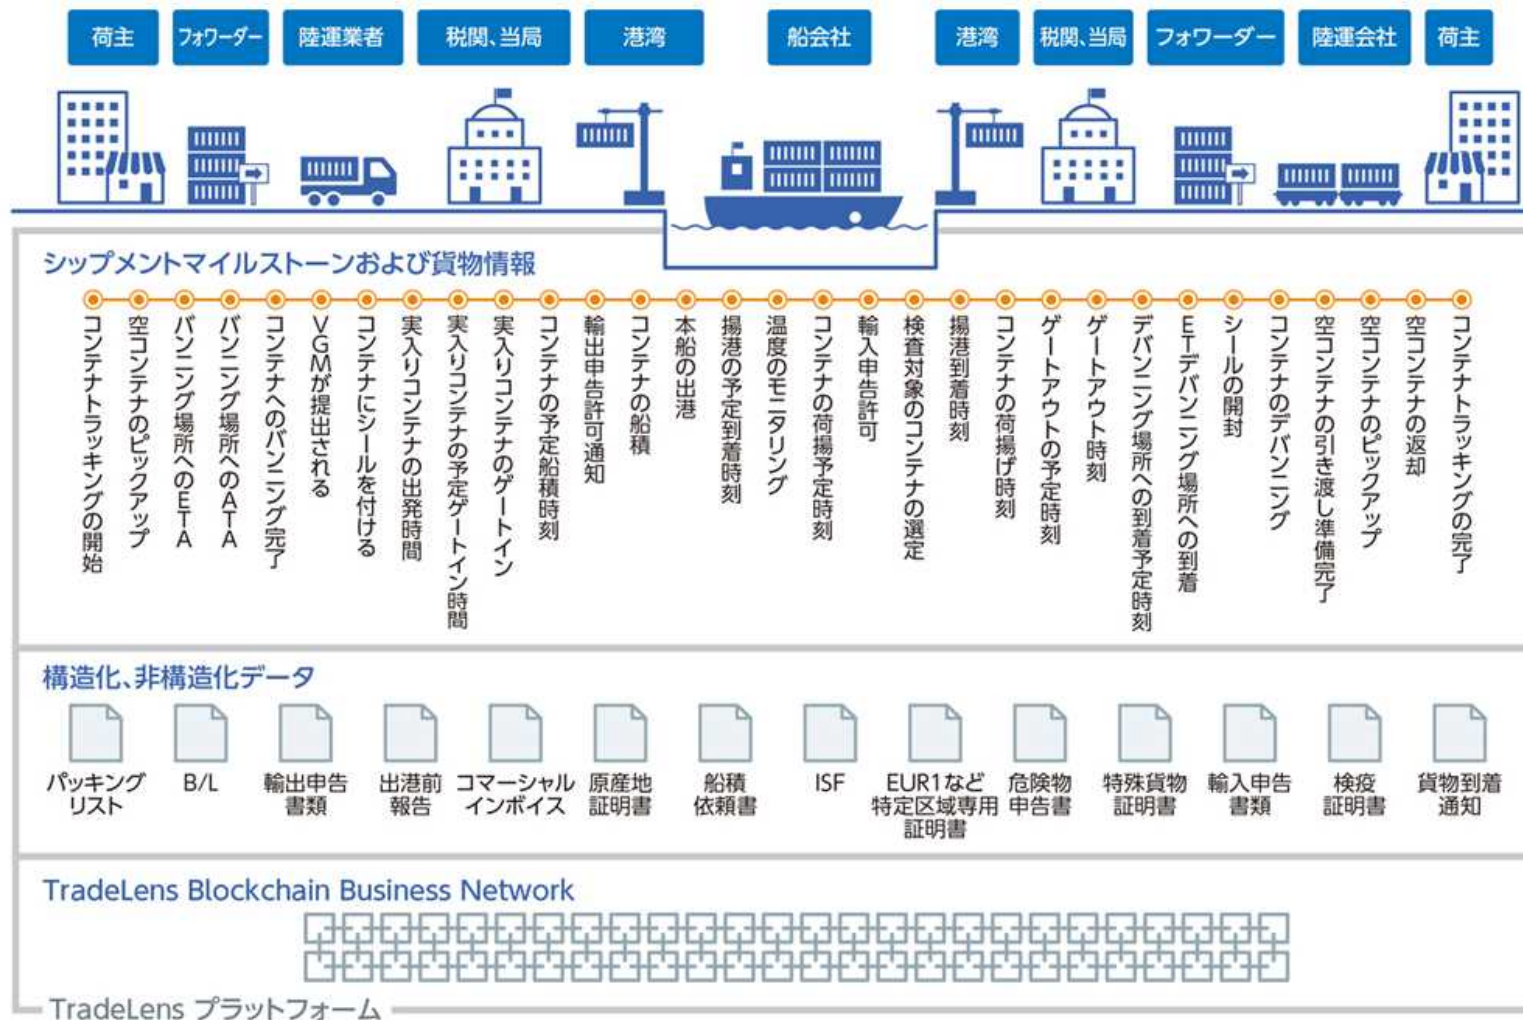 荷主
フォワーダー
陸運業者
税関、当局
港湾
船会社
港湾
税関、当局
フォワーダー
陸運会社
荷主
シップメントマイルストーンおよび貨物情報
コンテナトラッキングの開始
空コンテナのピックアップ
バンニング場所へのETA
バンニング場所へのATA
コンテナへのバンニング完了
VGMが提出される
コンテナにシールを付ける
実入りコンテナの出発時間
実入りコンテナの予定ゲートイン時間
実入りコンテナのゲートイン
コンテナの予定船積時刻
輸出申告許可通知
コンテナの船積
本船の出港
揚港の予定到着時刻
温度のモニタリング
コンテナの荷揚予定時刻
輸入申告許可
検査対象のコンテナの選定
揚港到着時刻
コンテナの荷揚げ時刻
ゲートアウトの予定時刻
ゲートアウト時刻
デバンニング場所への到着予定時刻
ETデバンニング場所への到着
シールの開封
コンテナのデバンニング
空コンテナの引き渡し準備完了
空コンテナのピックアップ
空コンテナの返却
コンテナトラッキングの完了
構造化、非構造化データ
パッキング
リスト
B/L
輸出申告
書類
出港前
報告
コマーシャル
インボイス
原産地
証明書
船積
依頼書
ISF
EUR1など
特定区域専用
証明書
危険物
申告書
特殊貨物
証明書
輸入申告
書類
検疫
証明書
貨物到着
通知
TradeLens Blockchain Business Network
TradeLens プラットフォーム